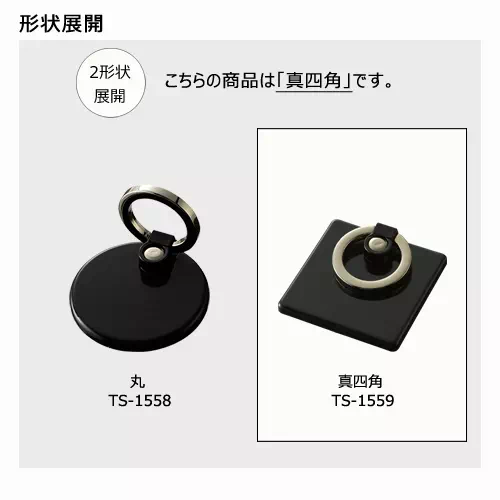 形状展開
2形状
展開
こちらの商品は「真四角」です。
丸
TS-1558
真四角
TS-1559